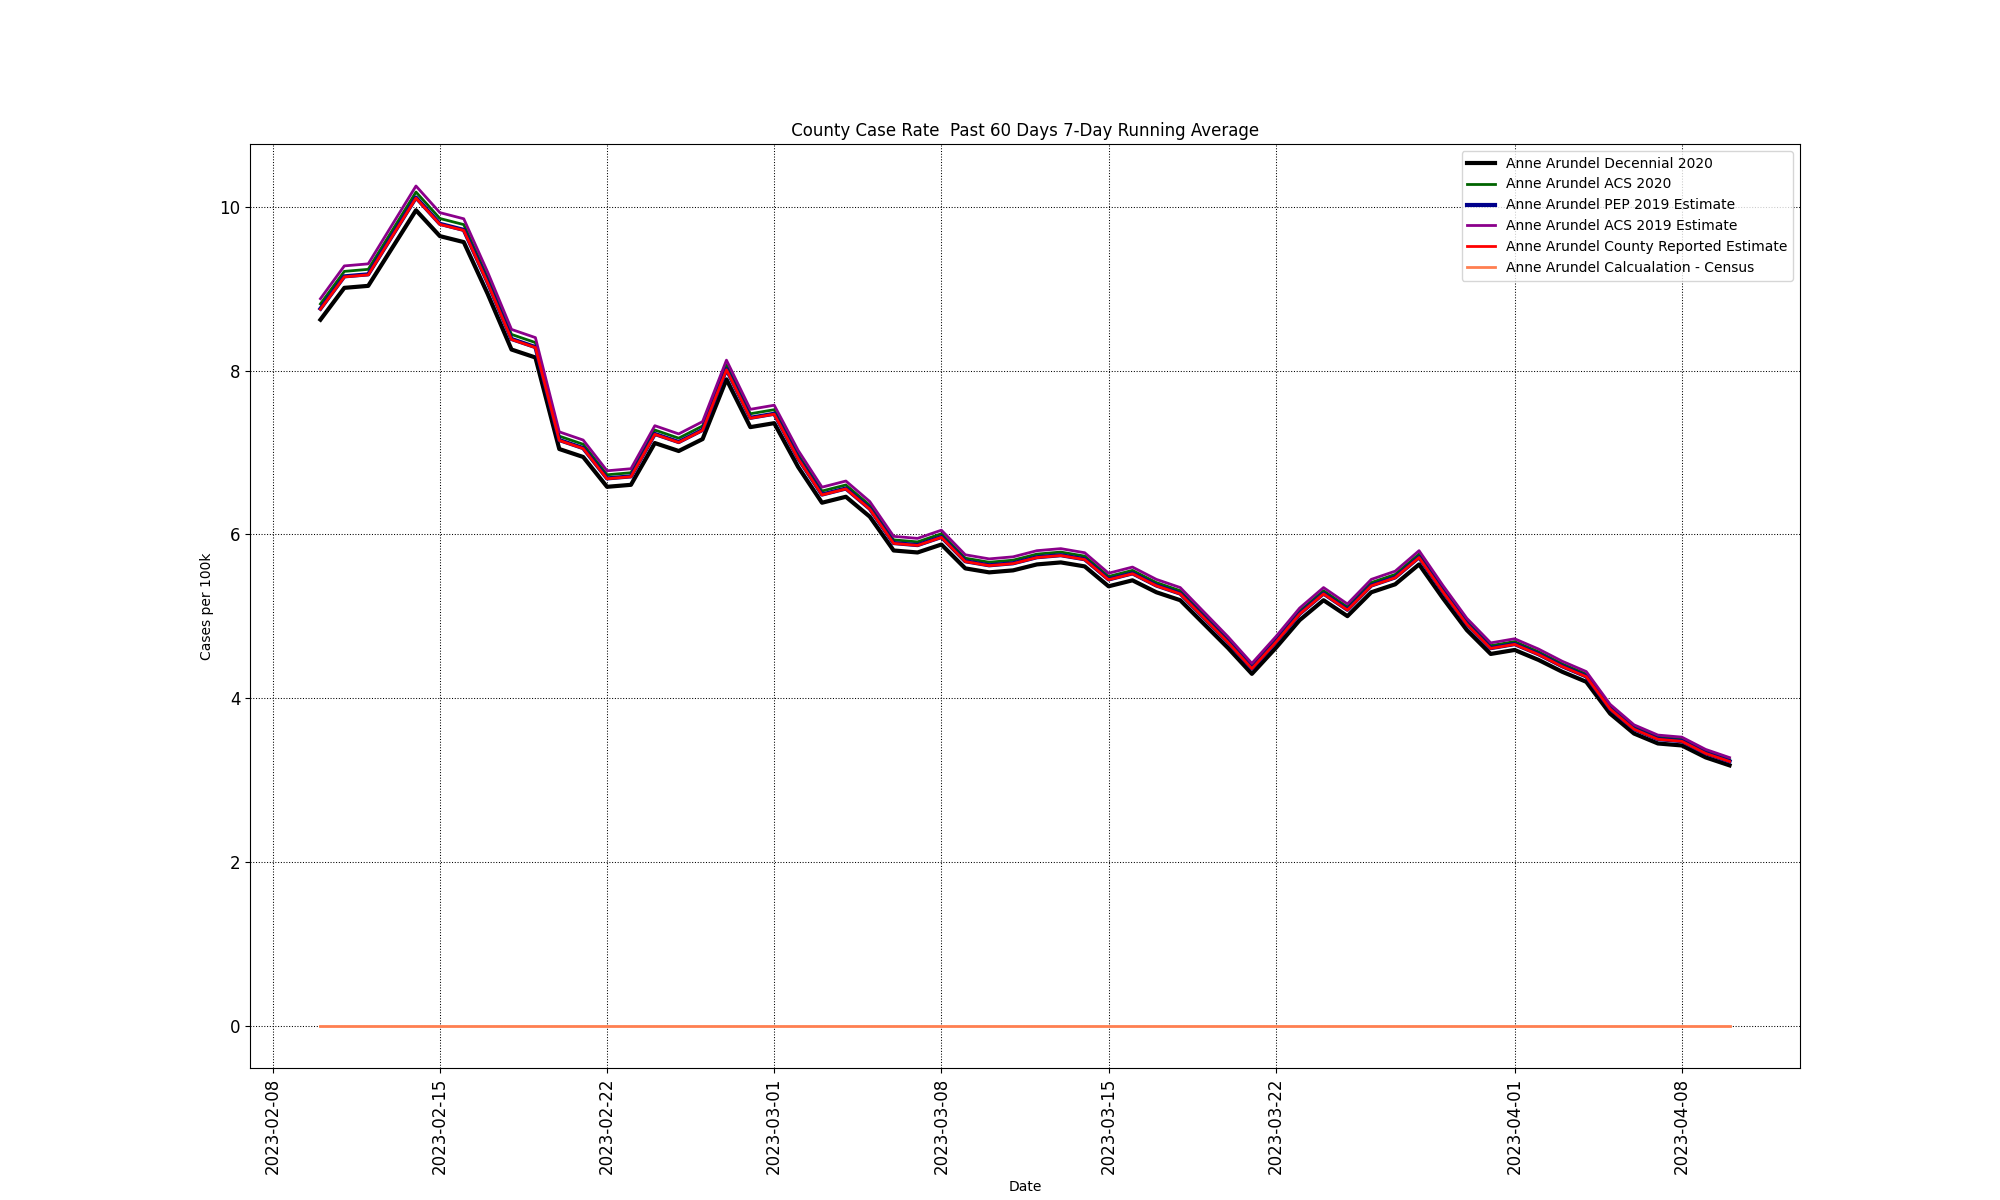 County Case Rate  Past 60 Days 7-Day Running Average
Anne Arundel Decennial 2020
Anne Arundel ACS 2020
Anne Arundel PEP 2019 Estimate
Anne Arundel ACS 2019 Estimate
Anne Arundel County Reported Estimate
Anne Arundel Calcualation - Census
Cases per 100k
10
8
6
4
2
0
2023-02-08
2023-02-15
2023-02-22
2023-03-01
2023-03-08
2023-03-15
2023-03-22
2023-04-01
2023-04-08
Date